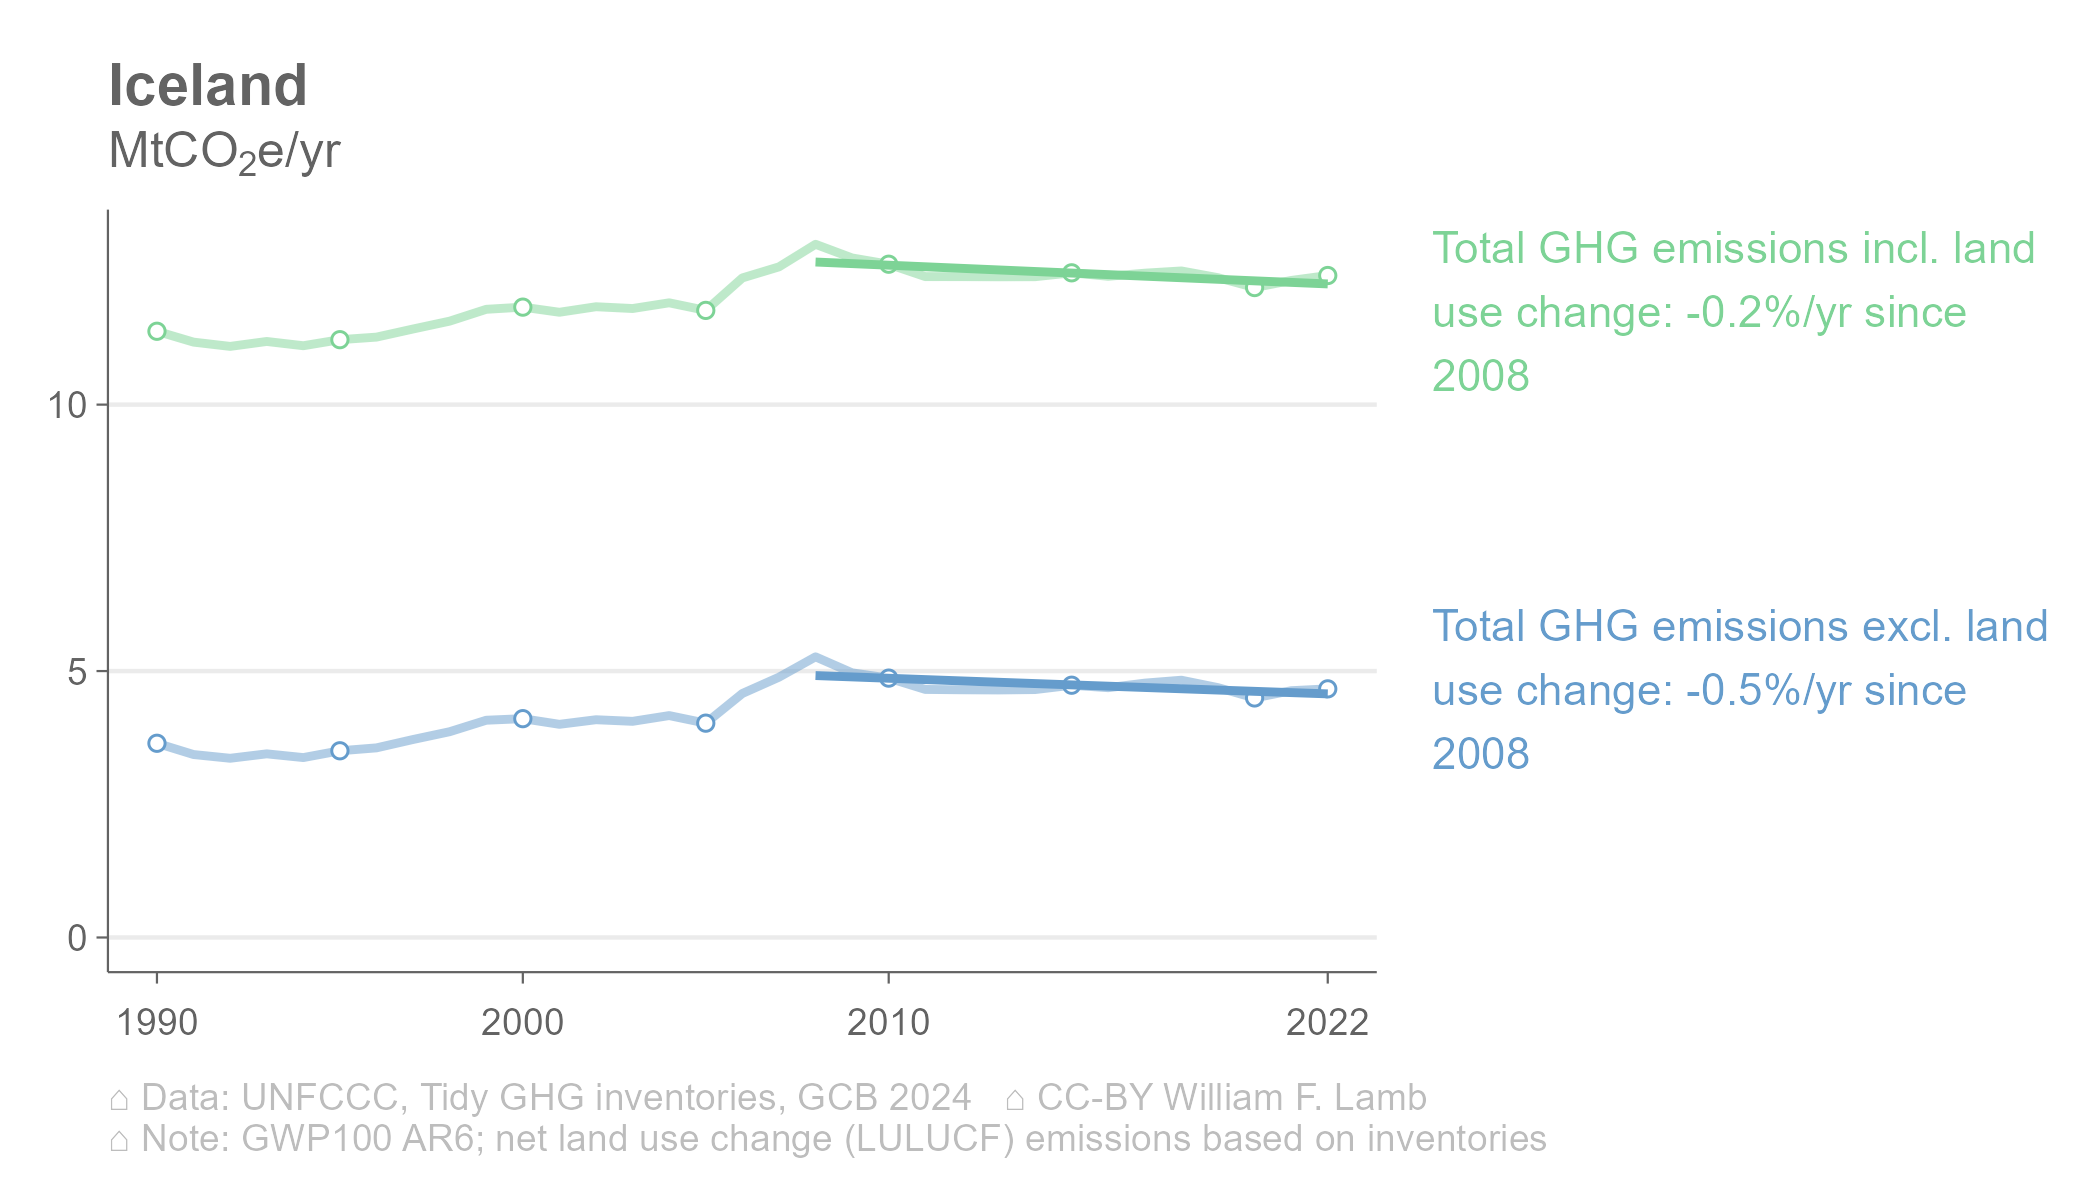 Iceland
MtCO₂e/yr
Total GHG emissions incl. land
use change: -0.2%/yr since
2008
10
Total GHG emissions excl. land
use change: -0.5%/yr since
2008
5
0
1990 2000 2010 2022
⌂ Data: UNFCCC, Tidy GHG inventories, GCB 2024 ⌂ CC-BY William F. Lamb
⌂ Note: GWP100 AR6; net land use change (LULUCF) emissions based on inventories